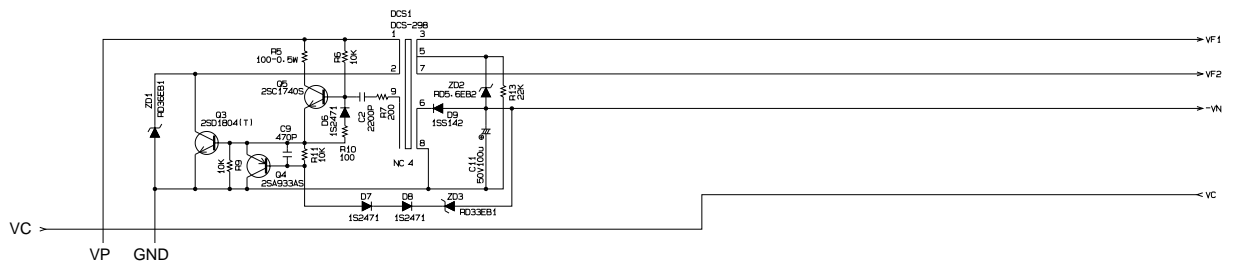 DCS1
DCS-298
1
3
VF1
R5
100-0.5W
R6
10K
5
2
7
VF2
ZD1
RD36EB1
Q5
2SC1740S
9
ZD2
RD5.6EB2
R13
22K
6
-VN
D6
1S2471
C2
2200P
R7
200
D9
1SS142
Q3
2SD1804(T)
C9
470P
R11
10K
R10
100
8
10K
R9
NC 4
C11
50V100u
Q4
2SA933AS
D7
1S2471
D8
1S2471
ZD3
RD33EB1
VC
VC
VP
GND